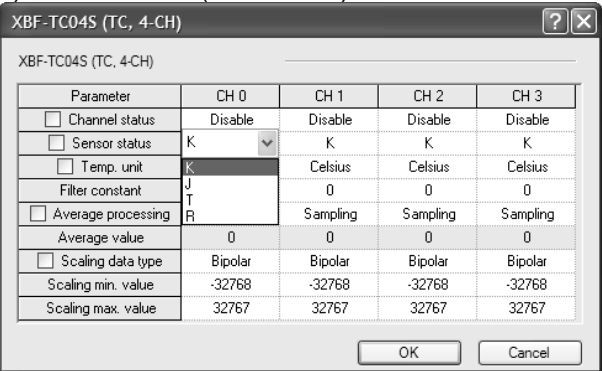 XBF-TC04S (TC, 4-CH)
XBF-TC04S (TC, 4-CH)
Parameter CH 0 CH 1 CH 2 CH 3
Channel status Disable Disable Disable Disable
Sensor status K K K K
Temp. unit K Celsius Celsius Celsius
Filter constant J 0 0 0
T
Average processing R Sampling Sampling Sampling
Average value 0 0 0 0
Scaling data type Bipolar Bipolar Bipolar Bipolar
Scaling min. value -32768 -32768 -32768 -32768
Scaling max. value 32767 32767 32767 32767
OK Cancel